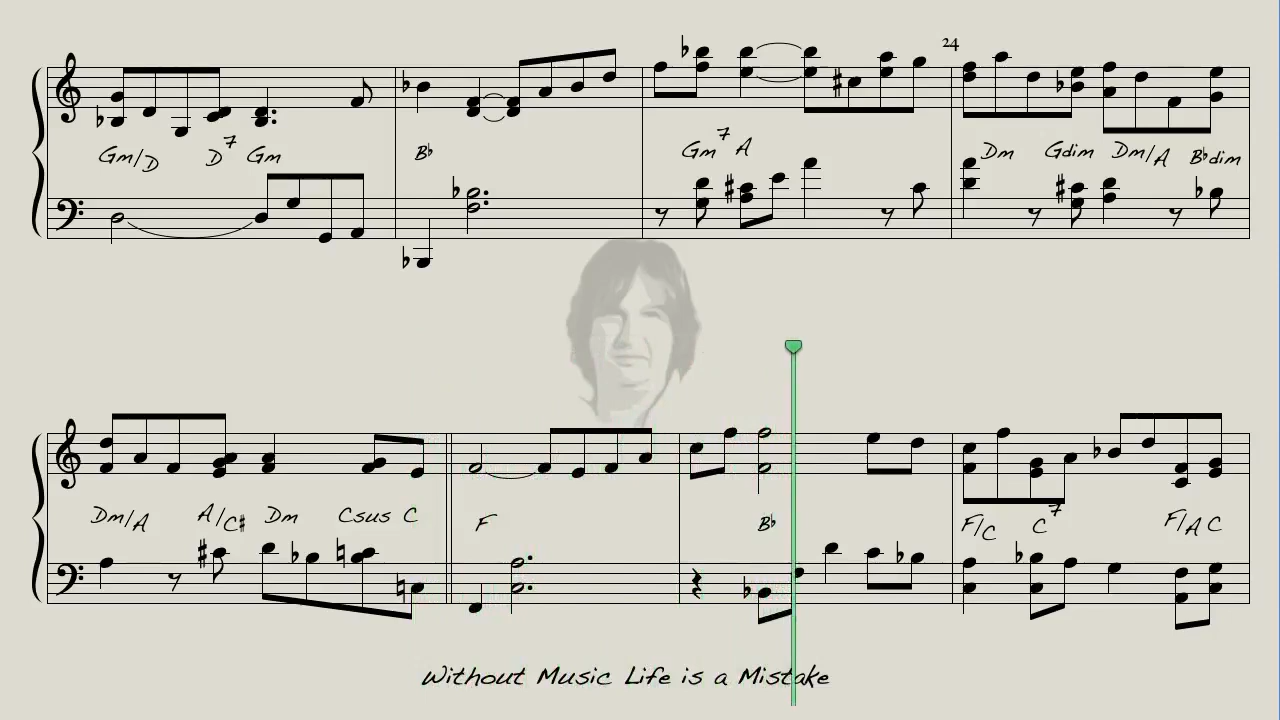 24
Gm/D D7 Gm B♭ Gm7 A Dm Gdim Dm/A B♭dim
Dm/A A/C♯ Dm Csus C F B♭ F/C C7 F/A C
Without Music Life is a Mistake